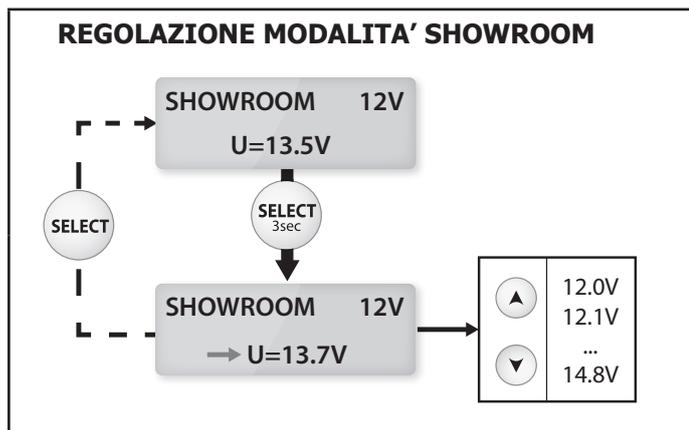 REGOLAZIONE MODALITA’ SHOWROOM
SHOWROOM 12V
U=13.5V
SELECT
SELECT
3sec
SHOWROOM 12V
U=13.7V
12.0V
12.1V
...
14.8V